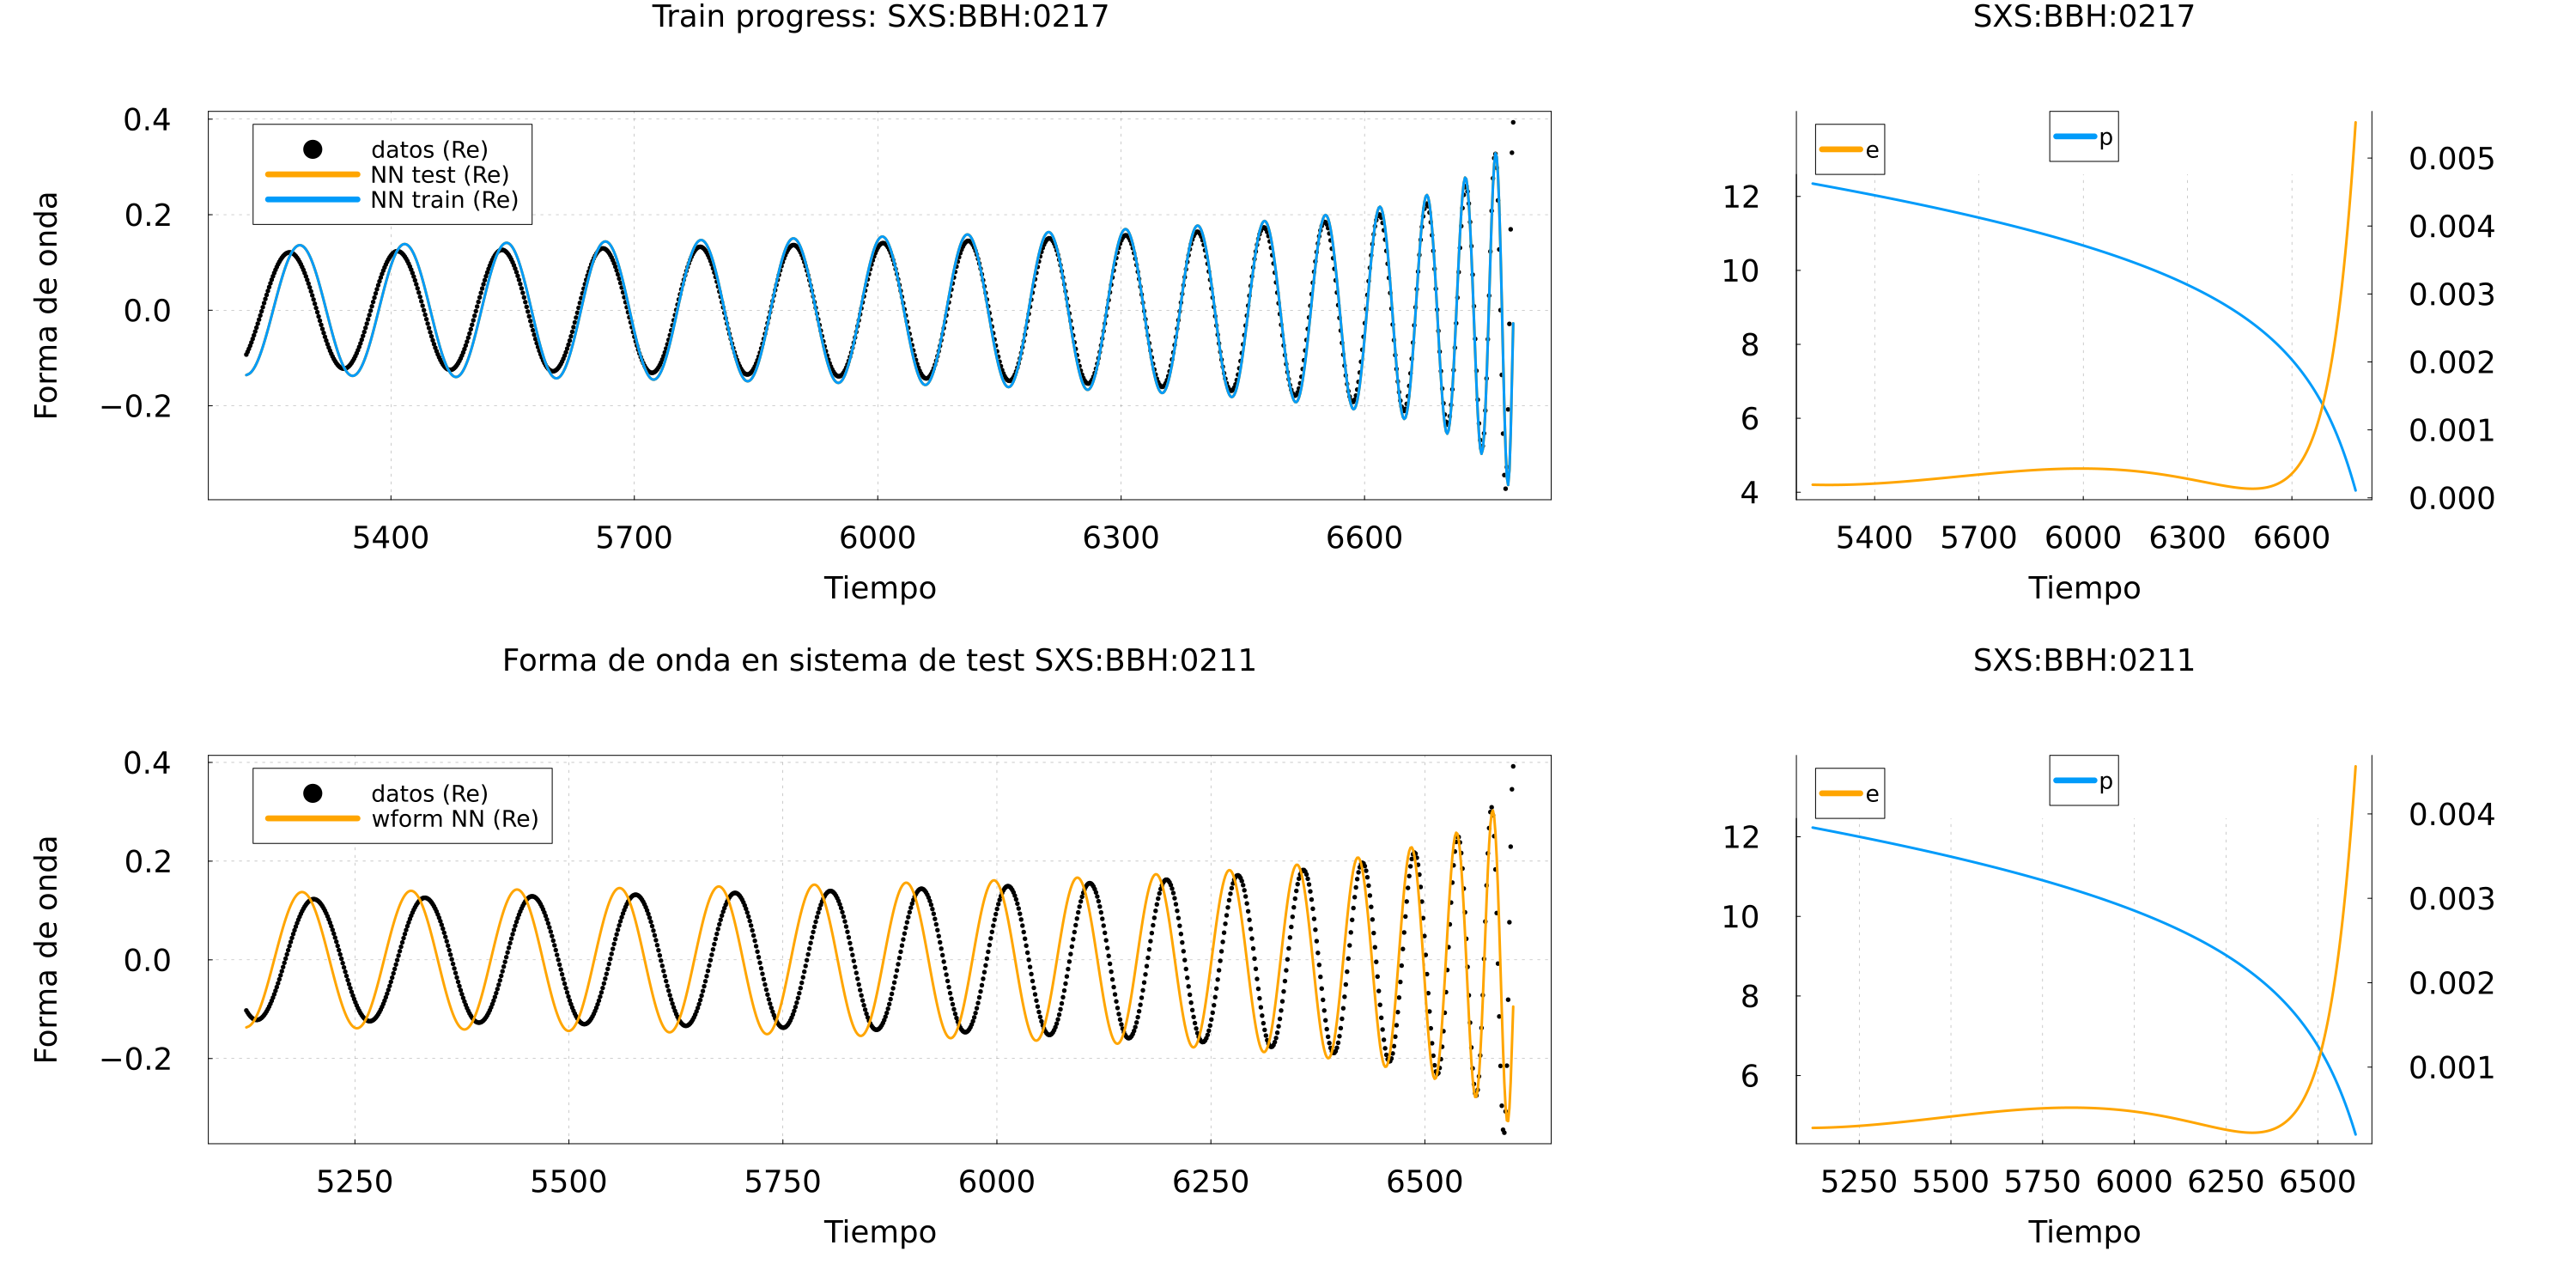 Train progress: SXS:BBH:0217
0.4
0.2
0.0
−0.2
Forma de onda
datos (Re)
NN test (Re)
NN train (Re)
5400 5700 6000 6300 6600
Tiempo
SXS:BBH:0217
e
p
12
10
8
6
4
0.005
0.004
0.003
0.002
0.001
0.000
5400 5700 6000 6300 6600
Tiempo
Forma de onda en sistema de test SXS:BBH:0211
0.4
0.2
0.0
−0.2
Forma de onda
datos (Re)
wform NN (Re)
5250 5500 5750 6000 6250 6500
Tiempo
SXS:BBH:0211
e
p
12
10
8
6
0.004
0.003
0.002
0.001
5250 5500 5750 6000 6250 6500
Tiempo